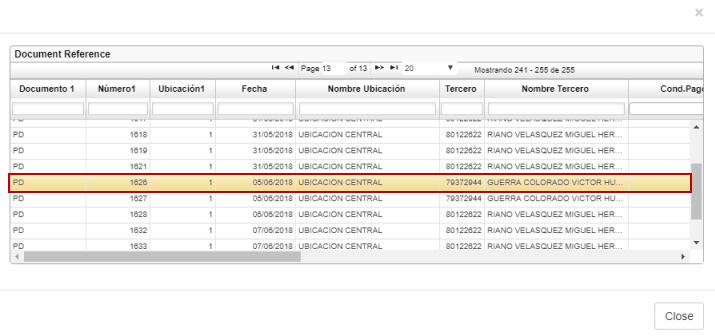 ×
Document Reference
Page 13 of 13 20 Mostrando 241 - 255 de 255
Documento 1 Número1 Ubicación1 Fecha Nombre Ubicación Tercero Nombre Tercero Cond.Page
PD 1618 1 31/05/2018 UBICACION CENTRAL 80122622 RIANO VELASQUEZ MIGUEL HER...
PD 1619 1 31/05/2018 UBICACION CENTRAL 80122622 RIANO VELASQUEZ MIGUEL HER...
PD 1621 1 31/05/2018 UBICACION CENTRAL 80122622 RIANO VELASQUEZ MIGUEL HER...
PD 1626 1 05/06/2018 UBICACION CENTRAL 79372944 GUERRA COLORADO VICTOR HU...
PD 1627 1 05/06/2018 UBICACION CENTRAL 79372944 GUERRA COLORADO VICTOR HU...
PD 1628 1 05/06/2018 UBICACION CENTRAL 80122622 RIANO VELASQUEZ MIGUEL HER...
PD 1632 1 07/06/2018 UBICACION CENTRAL 80122622 RIANO VELASQUEZ MIGUEL HER...
PD 1633 1 07/06/2018 UBICACION CENTRAL 80122622 RIANO VELASQUEZ MIGUEL HER...
Close